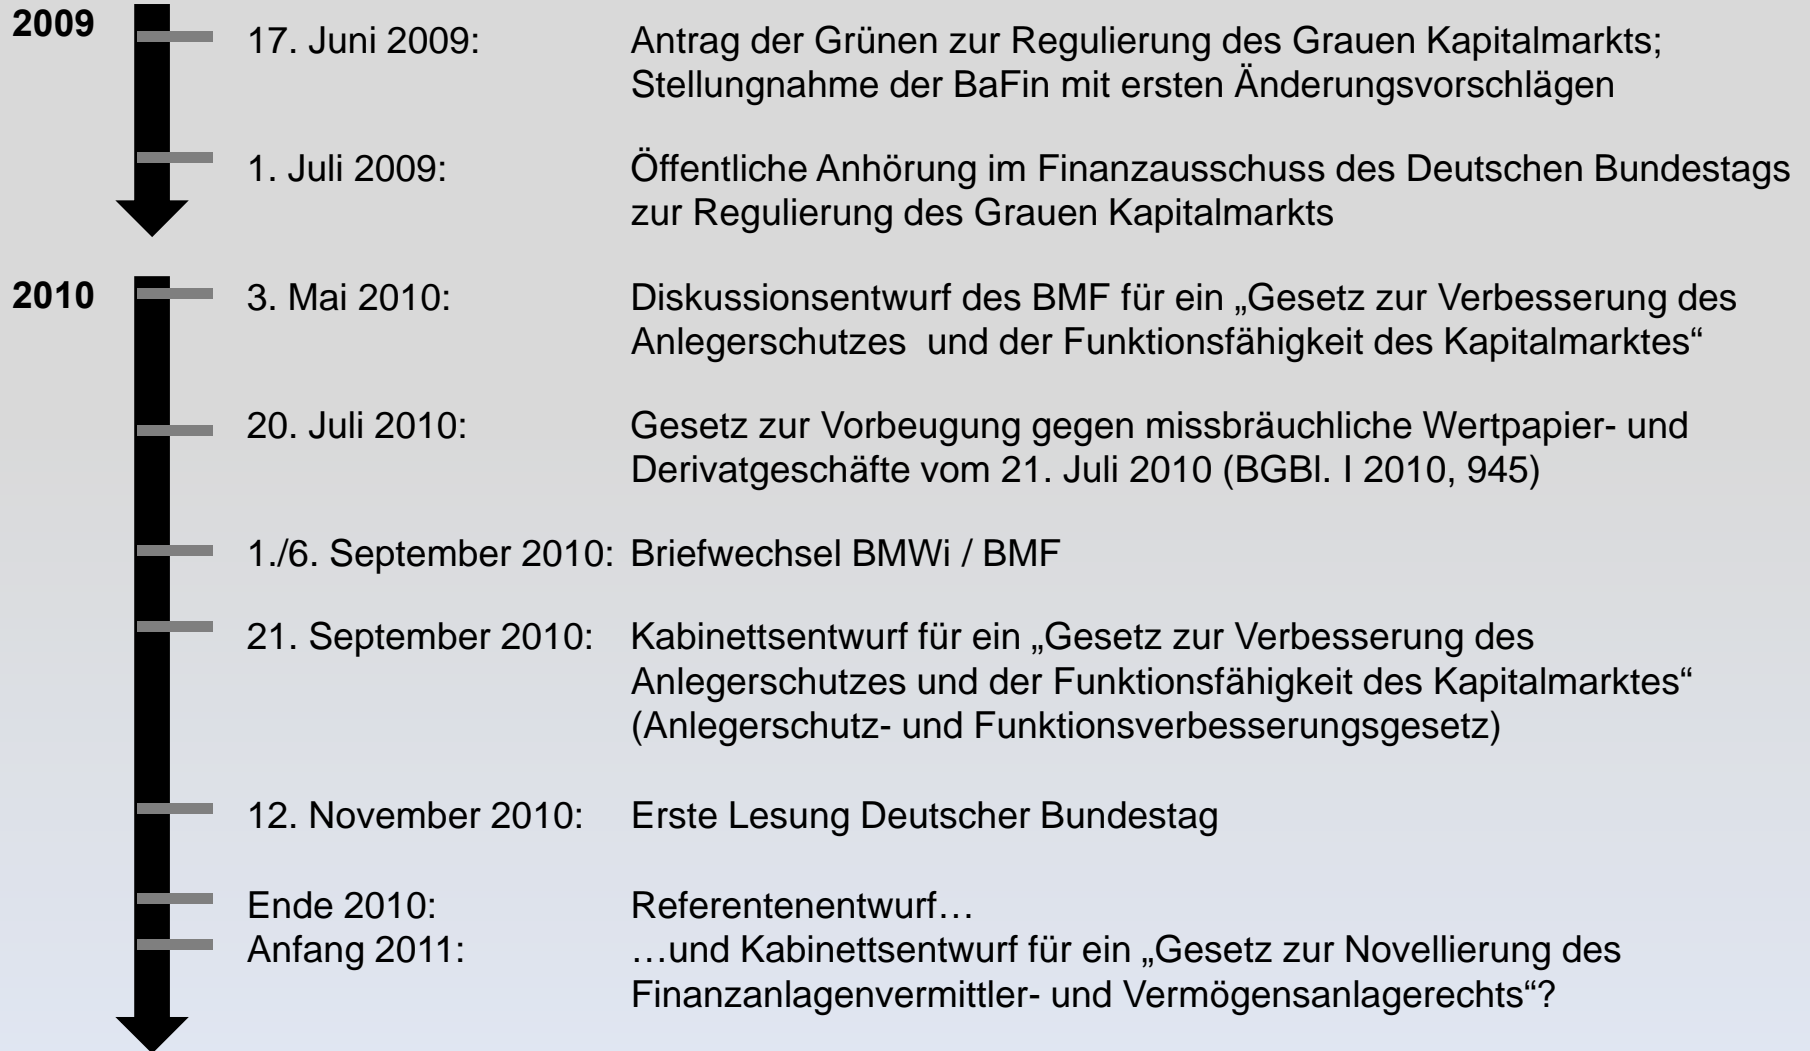 2009
17. Juni 2009: Antrag der Grünen zur Regulierung des Grauen Kapitalmarkts;
Stellungnahme der BaFin mit ersten Änderungsvorschlägen
1. Juli 2009: Öffentliche Anhörung im Finanzausschuss des Deutschen Bundestags
zur Regulierung des Grauen Kapitalmarkts
2010
3. Mai 2010: Diskussionsentwurf des BMF für ein „Gesetz zur Verbesserung des
Anlegerschutzes  und der Funktionsfähigkeit des Kapitalmarktes“
20. Juli 2010: Gesetz zur Vorbeugung gegen missbräuchliche Wertpapier- und
Derivatgeschäfte vom 21. Juli 2010 (BGBl. I 2010, 945)
1./6. September 2010: Briefwechsel BMWi / BMF
21. September 2010: Kabinettsentwurf für ein „Gesetz zur Verbesserung des
Anlegerschutzes und der Funktionsfähigkeit des Kapitalmarktes“
(Anlegerschutz- und Funktionsverbesserungsgesetz)
12. November 2010: Erste Lesung Deutscher Bundestag
Ende 2010: Referentenentwurf…
Anfang 2011: …und Kabinettsentwurf für ein „Gesetz zur Novellierung des
Finanzanlagenvermittler- und Vermögensanlagerechts“?